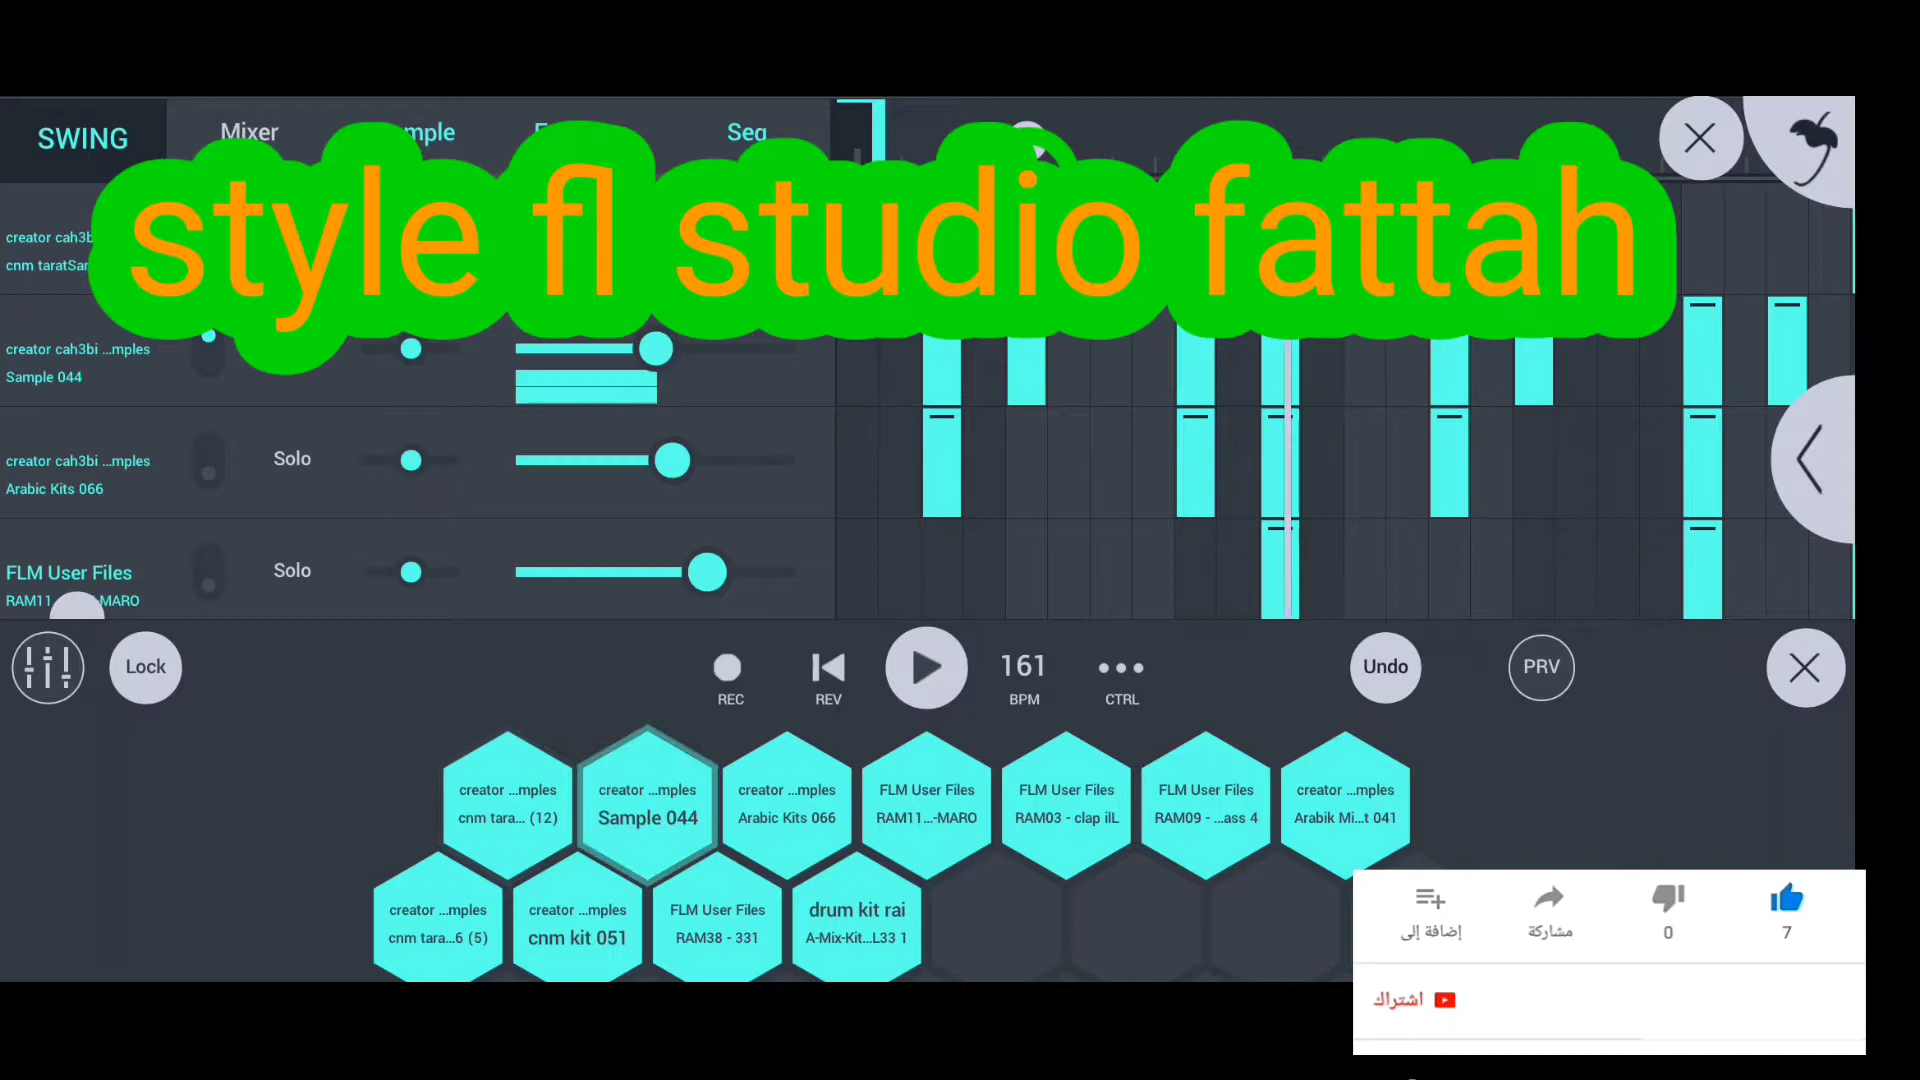 SWING
Mixer
Seq
style fl studio fattah
creator cah3b
cnm taratSar
creator cah3bi ...mples
Sample 044
creator cah3bi ...mples
Arabic Kits 066
Solo
FLM User Files
RAM11 MARO
Solo
Lock
REC
REV
161
BPM
CTRL
Undo
PRV
creator ...mples
cnm tara... (12)
creator ...mples
Sample 044
creator ...mples
Arabic Kits 066
FLM User Files
RAM11...-MARO
FLM User Files
RAM03 - clap ilL
FLM User Files
RAM09 - ...ass 4
creator ...mples
Arabik Mi...t 041
creator ...mples
cnm tara...6 (5)
creator ...mples
cnm kit 051
FLM User Files
RAM38 - 331
drum kit rai
A-Mix-Kit...L33 1
إضافة إلى
مشاركة
0
7
اشتراك